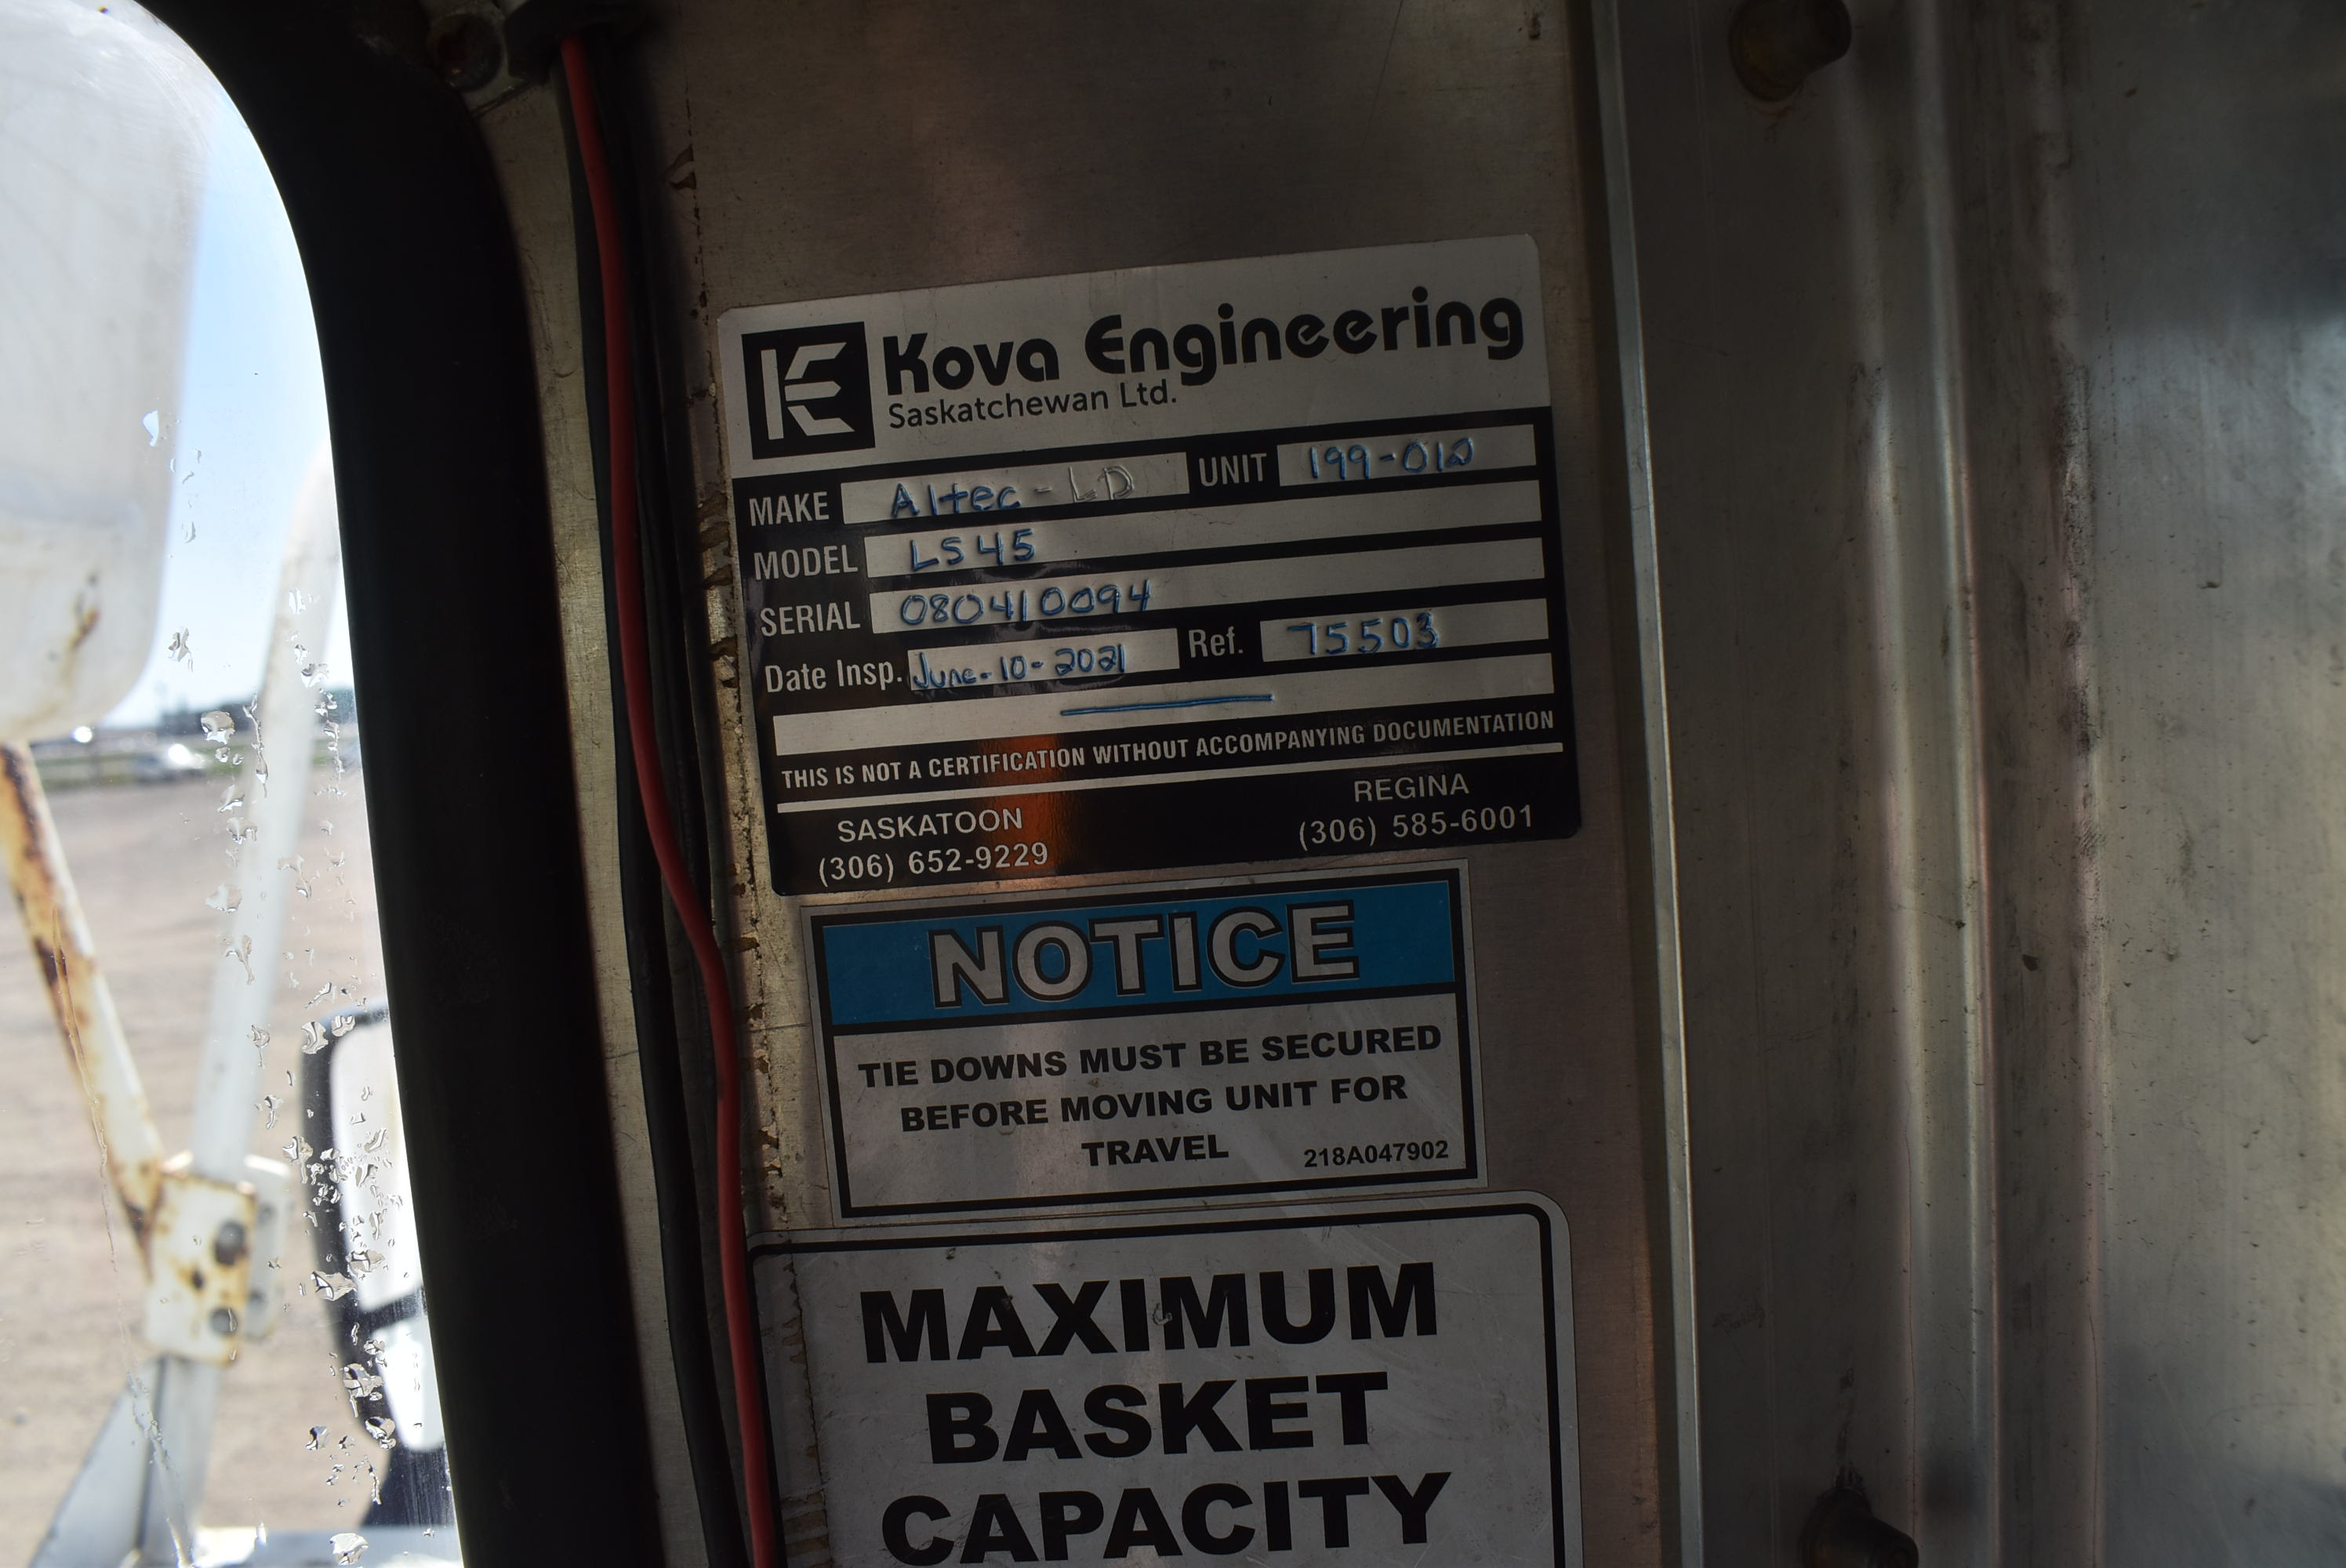 Kova Engineering
Saskatchewan Ltd.
MAKE Altec-LD UNIT 199-012
MODEL LS45
SERIAL 080410094
Date Insp. June-10-2021 Ref. 75503
THIS IS NOT A CERTIFICATION WITHOUT ACCOMPANYING DOCUMENTATION
SASKATOON
(306) 652-9229
REGINA
(306) 585-6001
NOTICE
TIE DOWNS MUST BE SECURED
BEFORE MOVING UNIT FOR
TRAVEL
218A047902
MAXIMUM
BASKET
CAPACITY